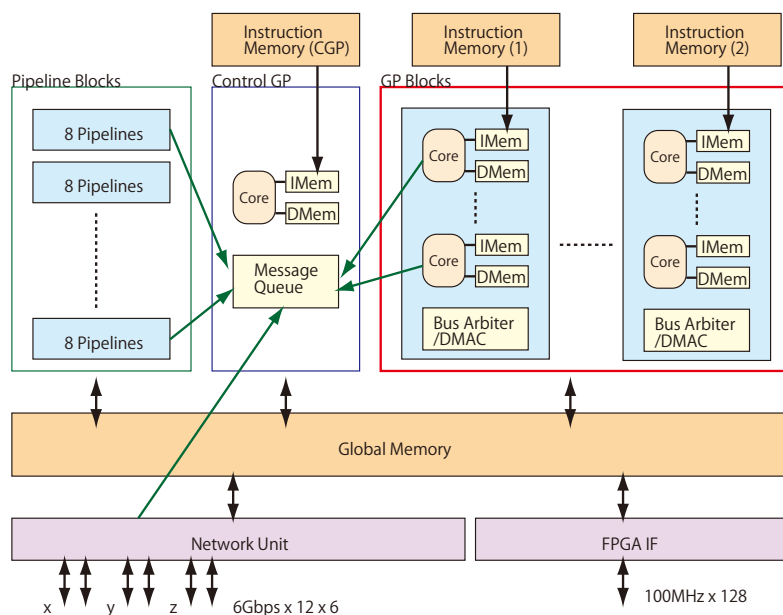 Instruction
Memory (CGP)
Instruction
Memory (1)
Instruction
Memory (2)
Pipeline Blocks
Control GP
GP Blocks
8 Pipelines
8 Pipelines
8 Pipelines
Core
IMem
DMem
Message
Queue
Core
IMem
DMem
Core
IMem
DMem
Bus Arbiter
/DMAC
Core
IMem
DMem
Core
IMem
DMem
Bus Arbiter
/DMAC
Global Memory
Network Unit
FPGA IF
x
y
z
6Gbps x 12 x 6
100MHz x 128